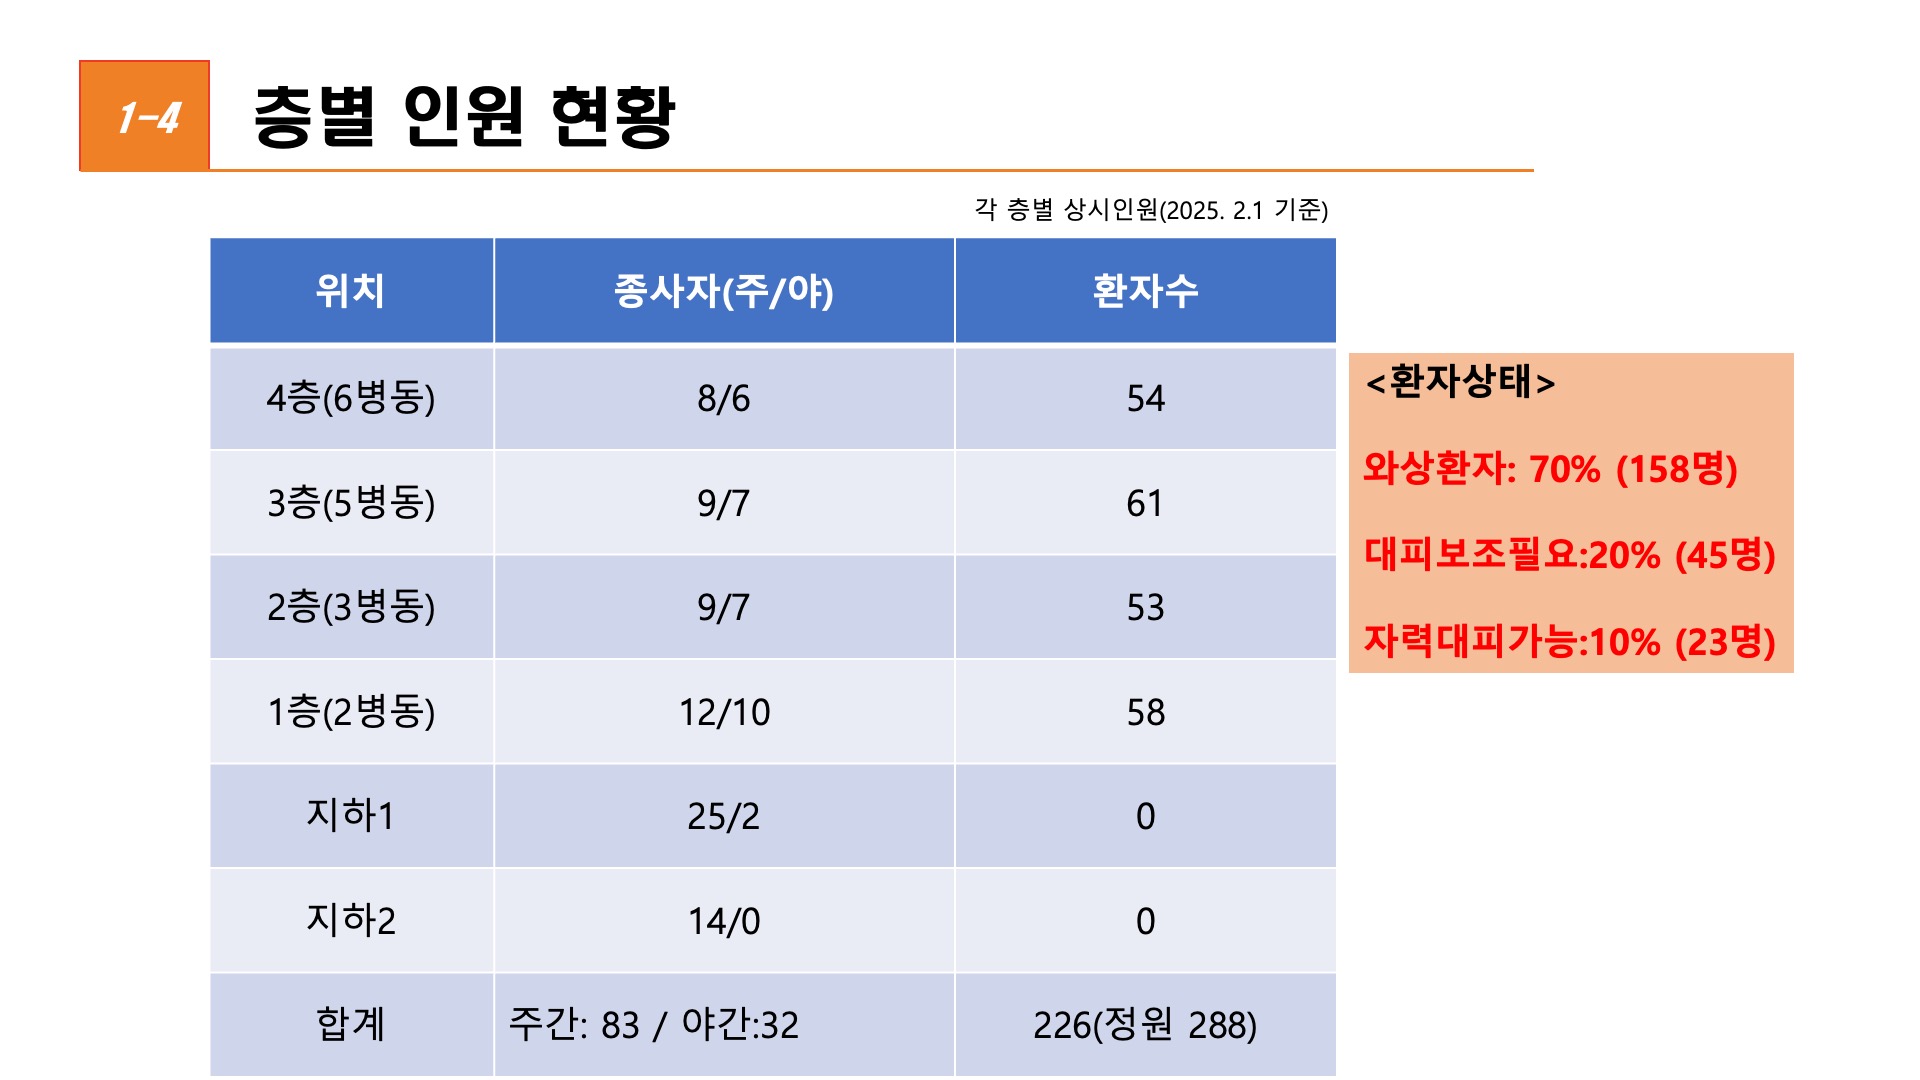 1-4
층별 인원 현황
각 층별 상시인원(2025. 2.1 기준)
위치 종사자(주/야) 환자수
4층(6병동) 8/6 54
3층(5병동) 9/7 61
2층(3병동) 9/7 53
1층(2병동) 12/10 58
지하1 25/2 0
지하2 14/0 0
합계 주간: 83 / 야간:32 226(정원 288)
<환자상태>
와상환자: 70% (158명)
대피보조필요:20% (45명)
자력대피가능:10% (23명)